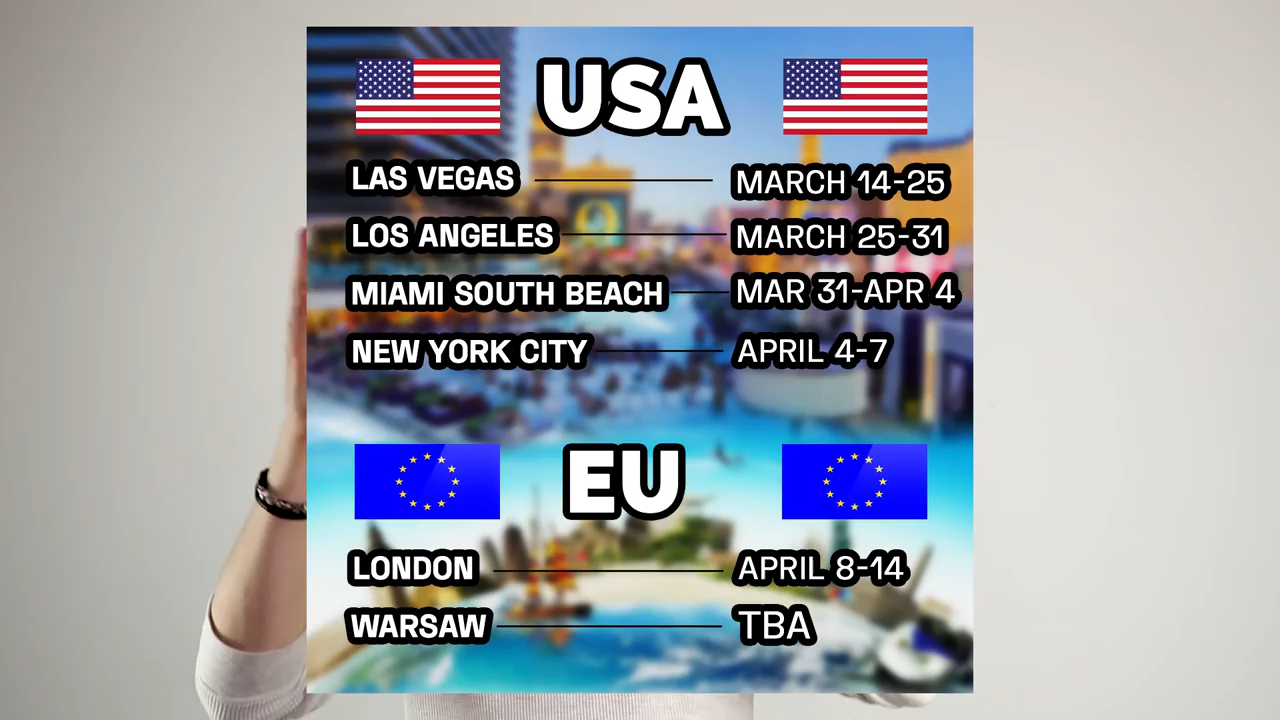 USA
LAS VEGAS MARCH 14-25
LOS ANGELES MARCH 25-31
MIAMI SOUTH BEACH MAR 31-APR 4
NEW YORK CITY APRIL 4-7
EU
LONDON APRIL 8-14
WARSAW TBA